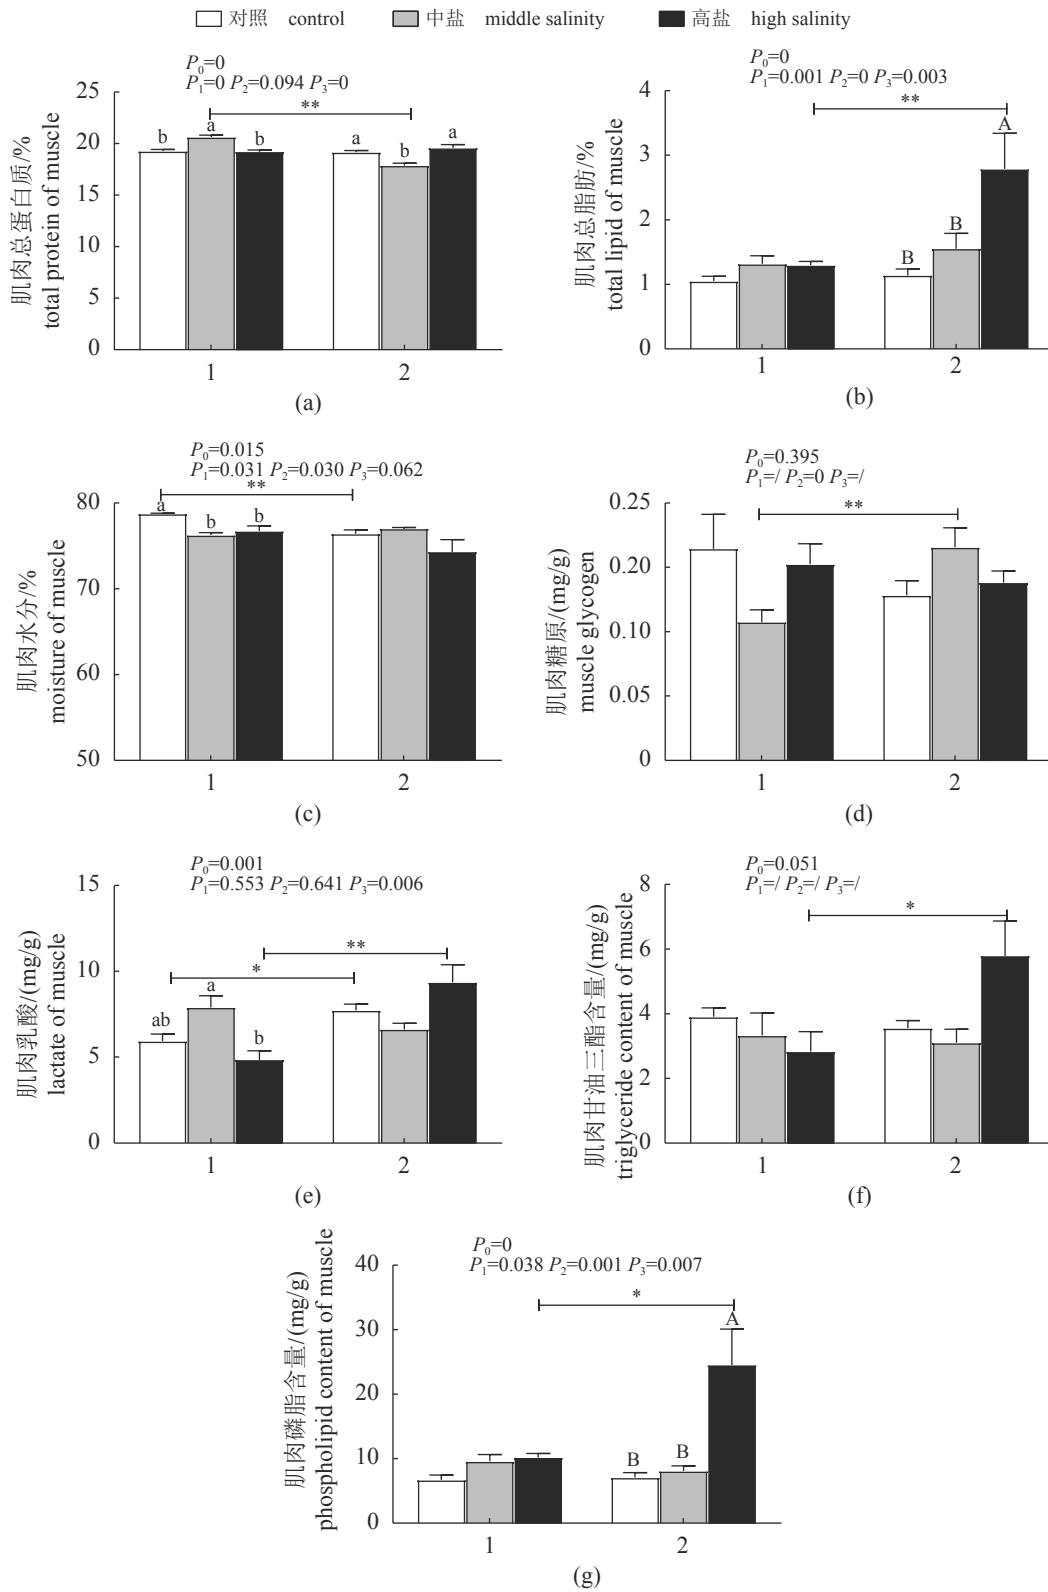 对照 control 中盐 middle salinity 高盐 high salinity
P0=0
P1=0 P2=0.094 P3=0
肌肉总蛋白质/%
total protein of muscle
25
20
15
10
5
0
**
b a b a b a
1 2
(a)
P0=0
P1=0.001 P2=0 P3=0.003
肌肉总脂肪/%
total lipid of muscle
4
3
2
1
0
**
B B A
1 2
(b)
P0=0.015
P1=0.031 P2=0.030 P3=0.062
肌肉水分/%
moisture of muscle
80
70
60
50
**
a b b
1 2
(c)
P0=0.395
P1=/ P2=0 P3=/
肌肉糖原/(mg/g)
muscle glycogen
0.25
0.20
0.10
0.05
0
**
1 2
(d)
P0=0.001
P1=0.553 P2=0.641 P3=0.006
肌肉乳酸/(mg/g)
lactate of muscle
15
10
5
0
**
*
ab a b
1 2
(e)
P0=0.051
P1=/ P2=/ P3=/
肌肉甘油三酯含量/(mg/g)
triglyceride content of muscle
8
6
4
2
0
*
1 2
(f)
P0=0
P1=0.038 P2=0.001 P3=0.007
肌肉磷脂含量/(mg/g)
phospholipid content of muscle
40
30
20
10
0
*
B B A
1 2
(g)